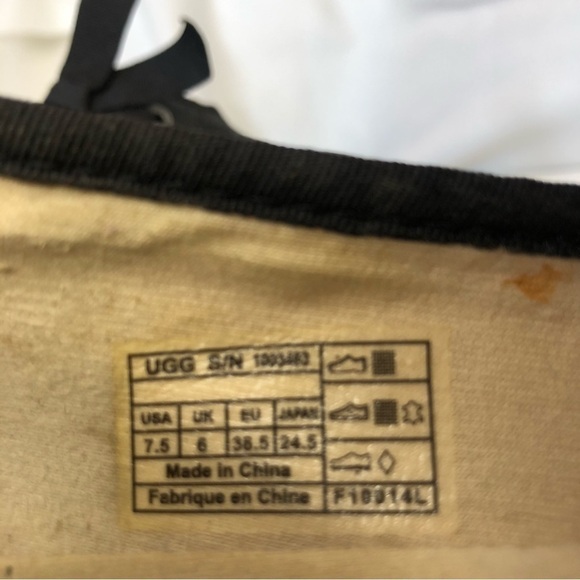 UGG S/N 1003463
USA UK EU JAPAN
7.5 6 38.5 24.5
Made in China
Fabrique en Chine F10014L